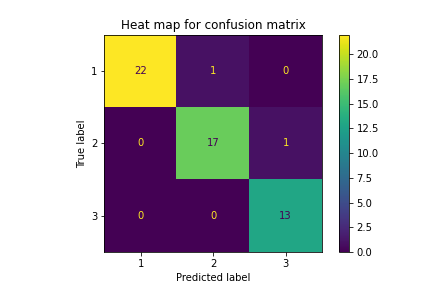 Heat map for confusion matrix
1 22 1 0
2 0 17 1
3 0 0 13
1 2 3
True label
Predicted label
20.0
17.5
15.0
12.5
10.0
7.5
5.0
2.5
0.0